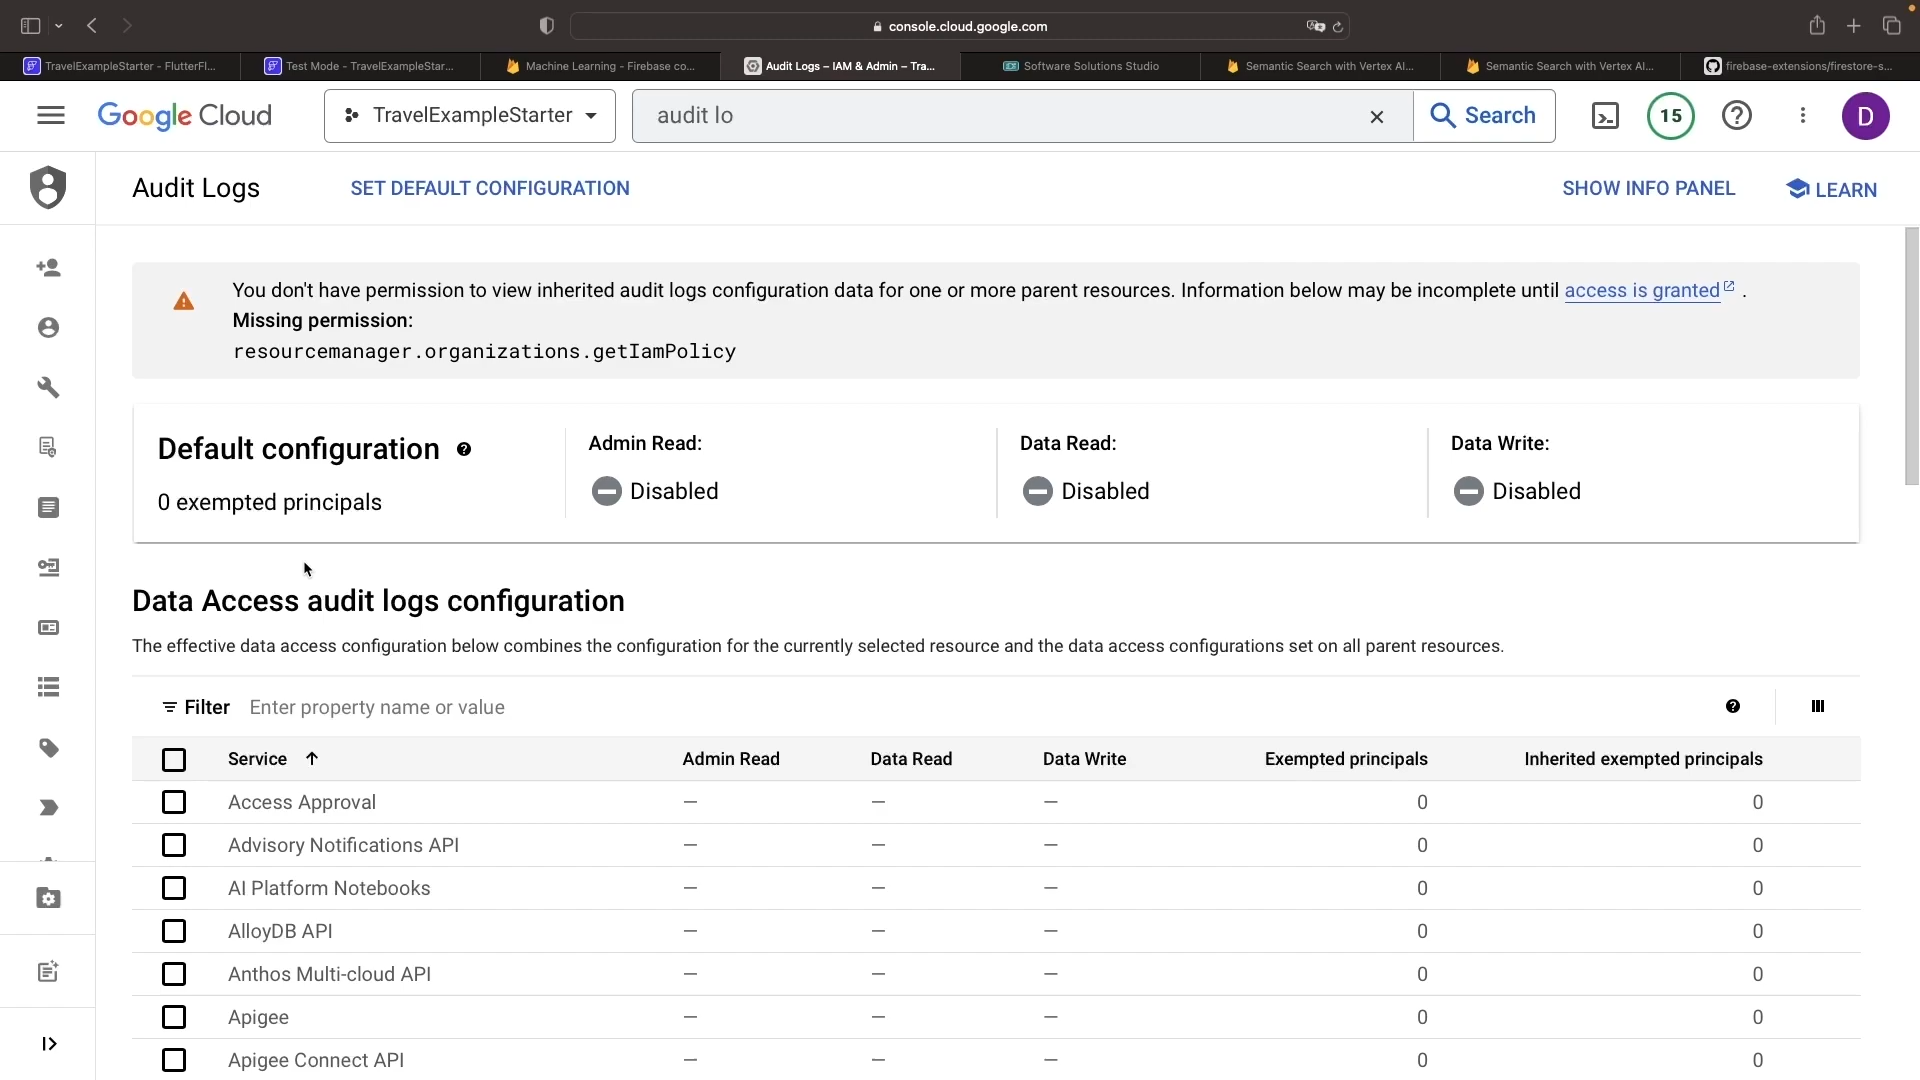 console.cloud.google.com
TravelExampleStarter - FlutterFl...
Test Mode - TravelExampleStar...
Machine Learning - Firebase co...
Audit Logs – IAM & Admin – Tra...
Software Solutions Studio
Semantic Search with Vertex AI...
Semantic Search with Vertex AI...
firebase-extensions/firestore-s...
Google Cloud
TravelExampleStarter
audit lo
Search
15
D
Audit Logs
SET DEFAULT CONFIGURATION
SHOW INFO PANEL
LEARN
You don't have permission to view inherited audit logs configuration data for one or more parent resources. Information below may be incomplete until access is granted .
Missing permission:
resourcemanager.organizations.getIamPolicy
Default configuration
0 exempted principals
Admin Read:
Disabled
Data Read:
Disabled
Data Write:
Disabled
Data Access audit logs configuration
The effective data access configuration below combines the configuration for the currently selected resource and the data access configurations set on all parent resources.
Filter Enter property name or value
Service Admin Read Data Read Data Write Exempted principals Inherited exempted principals
Access Approval — — — 0 0
Advisory Notifications API — — — 0 0
AI Platform Notebooks — — — 0 0
AlloyDB API — — — 0 0
Anthos Multi-cloud API — — — 0 0
Apigee — — — 0 0
Apigee Connect API — — — 0 0